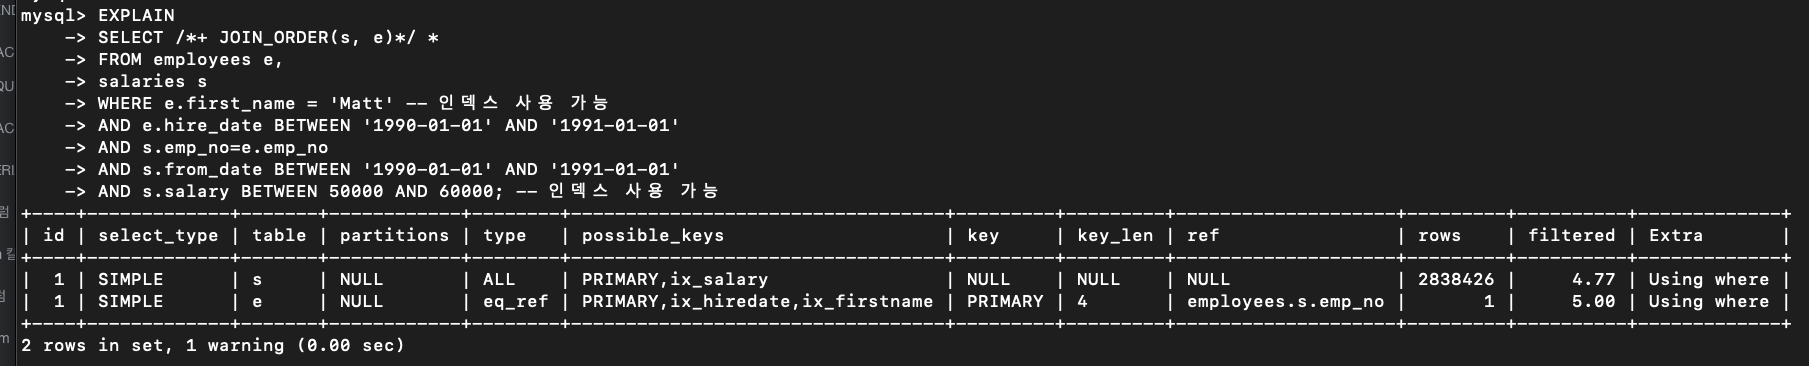 mysql> EXPLAIN
-> SELECT /*+ JOIN_ORDER(s, e)*/ *
-> FROM employees e,
-> salaries s
-> WHERE e.first_name = 'Matt' -- 인덱스 사용 가능
-> AND e.hire_date BETWEEN '1990-01-01' AND '1991-01-01'
-> AND s.emp_no=e.emp_no
-> AND s.from_date BETWEEN '1990-01-01' AND '1991-01-01'
-> AND s.salary BETWEEN 50000 AND 60000; -- 인덱스 사용 가능
| id | select_type | table | partitions | type | possible_keys | key | key_len | ref | rows | filtered | Extra |
| 1 | SIMPLE | s | NULL | ALL | PRIMARY,ix_salary | NULL | NULL | NULL | 2838426 | 4.77 | Using where |
| 1 | SIMPLE | e | NULL | eq_ref | PRIMARY,ix_hiredate,ix_firstname | PRIMARY | 4 | employees.s.emp_no | 1 | 5.00 | Using where |
2 rows in set, 1 warning (0.00 sec)